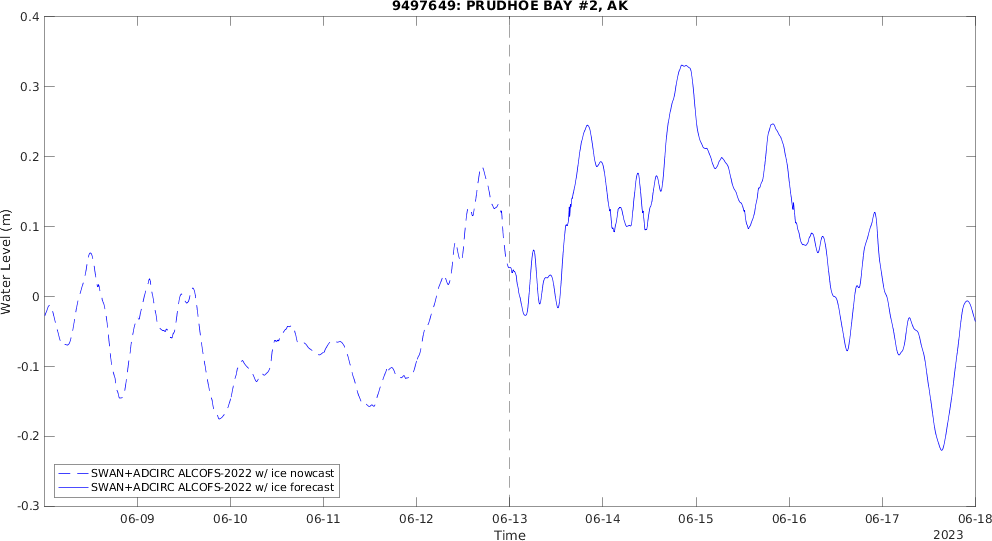 9497649: PRUDHOE BAY #2, AK
0.4
0.3
0.2
0.1
0
-0.1
-0.2
-0.3
Water Level (m)
SWAN+ADCIRC ALCOFS-2022 w/ ice nowcast
SWAN+ADCIRC ALCOFS-2022 w/ ice forecast
06-09 06-10 06-11 06-12 06-13 06-14 06-15 06-16 06-17 06-18
Time
2023